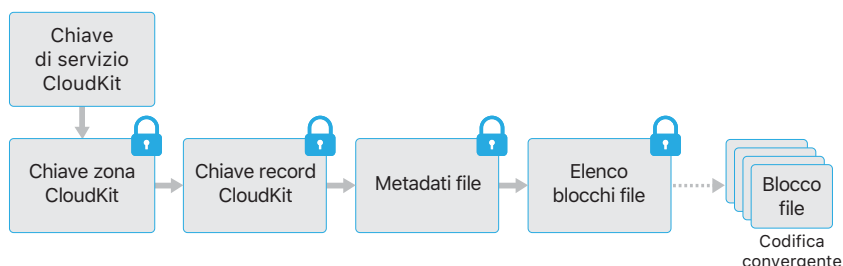 Chiave
di servizio
CloudKit
Chiave zona
CloudKit
Chiave record
CloudKit
Metadati file
Elenco
blocchi file
Blocco
file
Codifica
convergente